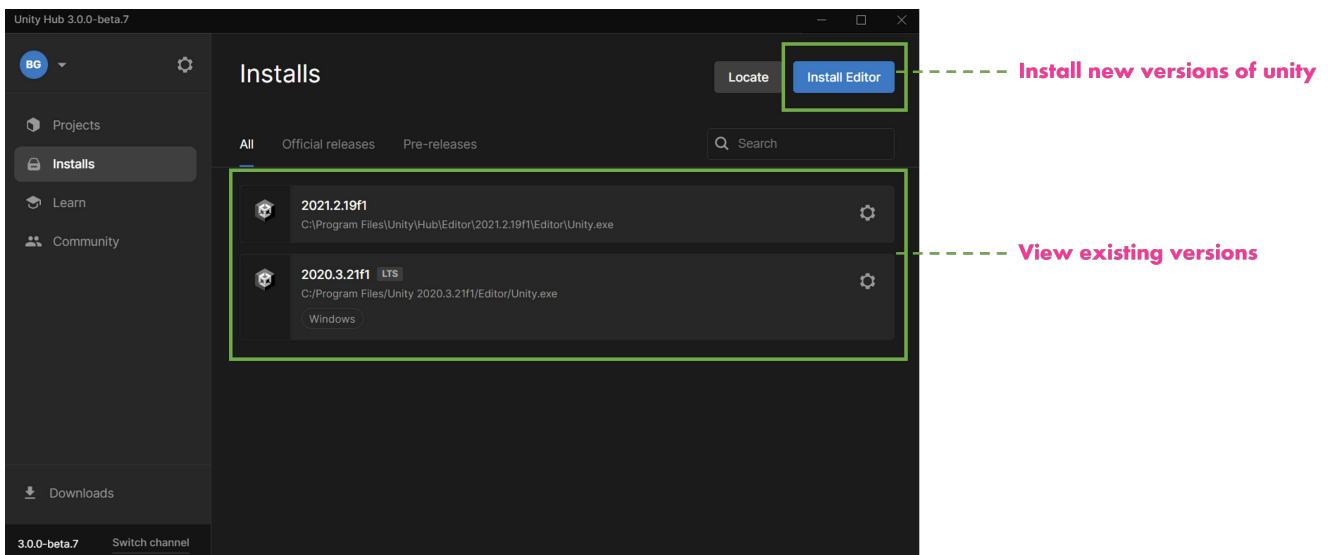 Unity Hub 3.0.0-beta.7
BG
Installs
Locate
Install Editor
Install new versions of unity
Projects
Installs
Learn
Community
All
Official releases
Pre-releases
Search
2021.2.19f1
C:\Program Files\Unity\Hub\Editor\2021.2.19f1\Editor\Unity.exe
View existing versions
2020.3.21f1 LTS
C:/Program Files/Unity 2020.3.21f1/Editor/Unity.exe
Windows
Downloads
3.0.0-beta.7
Switch channel